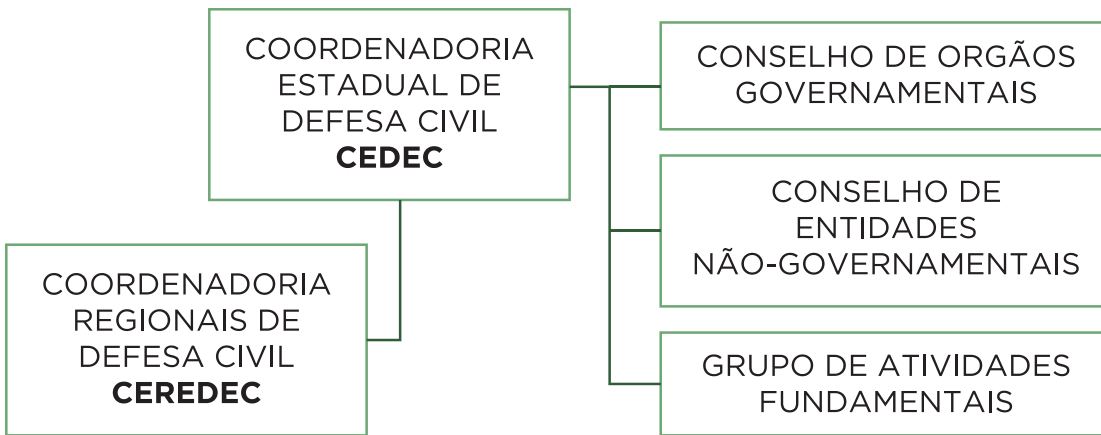 COORDENADORIA
ESTADUAL DE
DEFESA CIVIL
CEDEC
CONSELHO DE ORGÃOS
GOVERNAMENTAIS
CONSELHO DE
ENTIDADES
NÃO-GOVERNAMENTAIS
COORDENADORIA
REGIONAIS DE
DEFESA CIVIL
CEREDEC
GRUPO DE ATIVIDADES
FUNDAMENTAIS